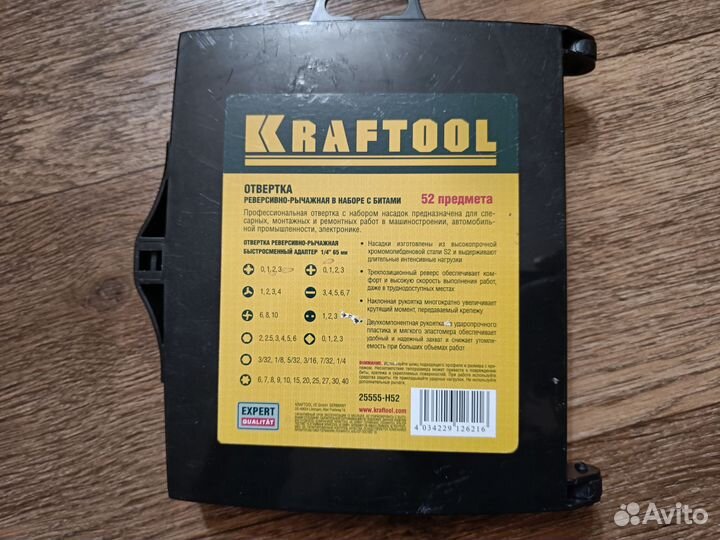 KRAFTOOL
ОТВЕРТКА
РЕВЕРСИВНО-РЫЧАЖНАЯ В НАБОРЕ С БИТАМИ
52 предмета
Профессиональная отвертка с набором насадок предназначена для сле-
сарных, монтажных и ремонтных работ в машиностроении, автомобиль-
ной промышленности, электронике.
ОТВЕРТКА РЕВЕРСИВНО-РЫЧАЖНАЯ
БЫСТРОСМЕННЫЙ АДАПТЕР 1/4" 65 мм
0,1,2,3
0,1,2,3
1,2,3,4
3,4,5,6,7
6,8,10
1,2,3
2,2.5,3,4,5,6
0,1,2,3
3/32, 1/8, 5/32, 3/16, 7/32, 1/4
6, 7, 8, 9, 10, 15, 20, 25, 27, 30, 40
• Насадки изготовлены из высокопрочной
хромомолибденовой стали S2 и выдерживают
длительные интенсивные нагрузки
• Трехпозиционный реверс обеспечивает ком-
форт и высокую скорость выполнения работ,
даже в труднодоступных местах
• Наклонная рукоятка многократно увеличивает
крутящий момент, передаваемый крепежу
• Двухкомпонентная рукоятка из ударопрочного
пластика и мягкого эластомера обеспечивает
удобный и надежный захват и снижает утомля-
емость при больших объемах работ
ВНИМАНИЕ.
25555-H52
www.kraftool.com
EXPERT
QUALITÄT
4 034229 126216
Avito